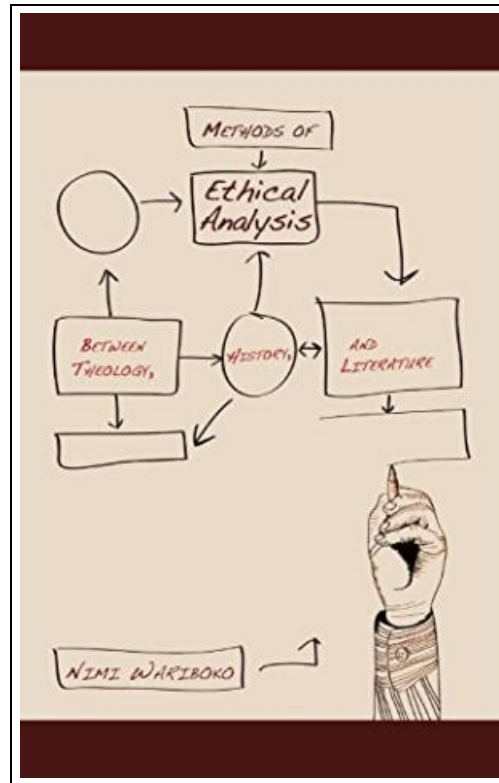 METHODS OF
Ethical
Analysis
BETWEEN
THEOLOGY,
HISTORY,
AND
LITERATURE
NIMI WARIBOKO